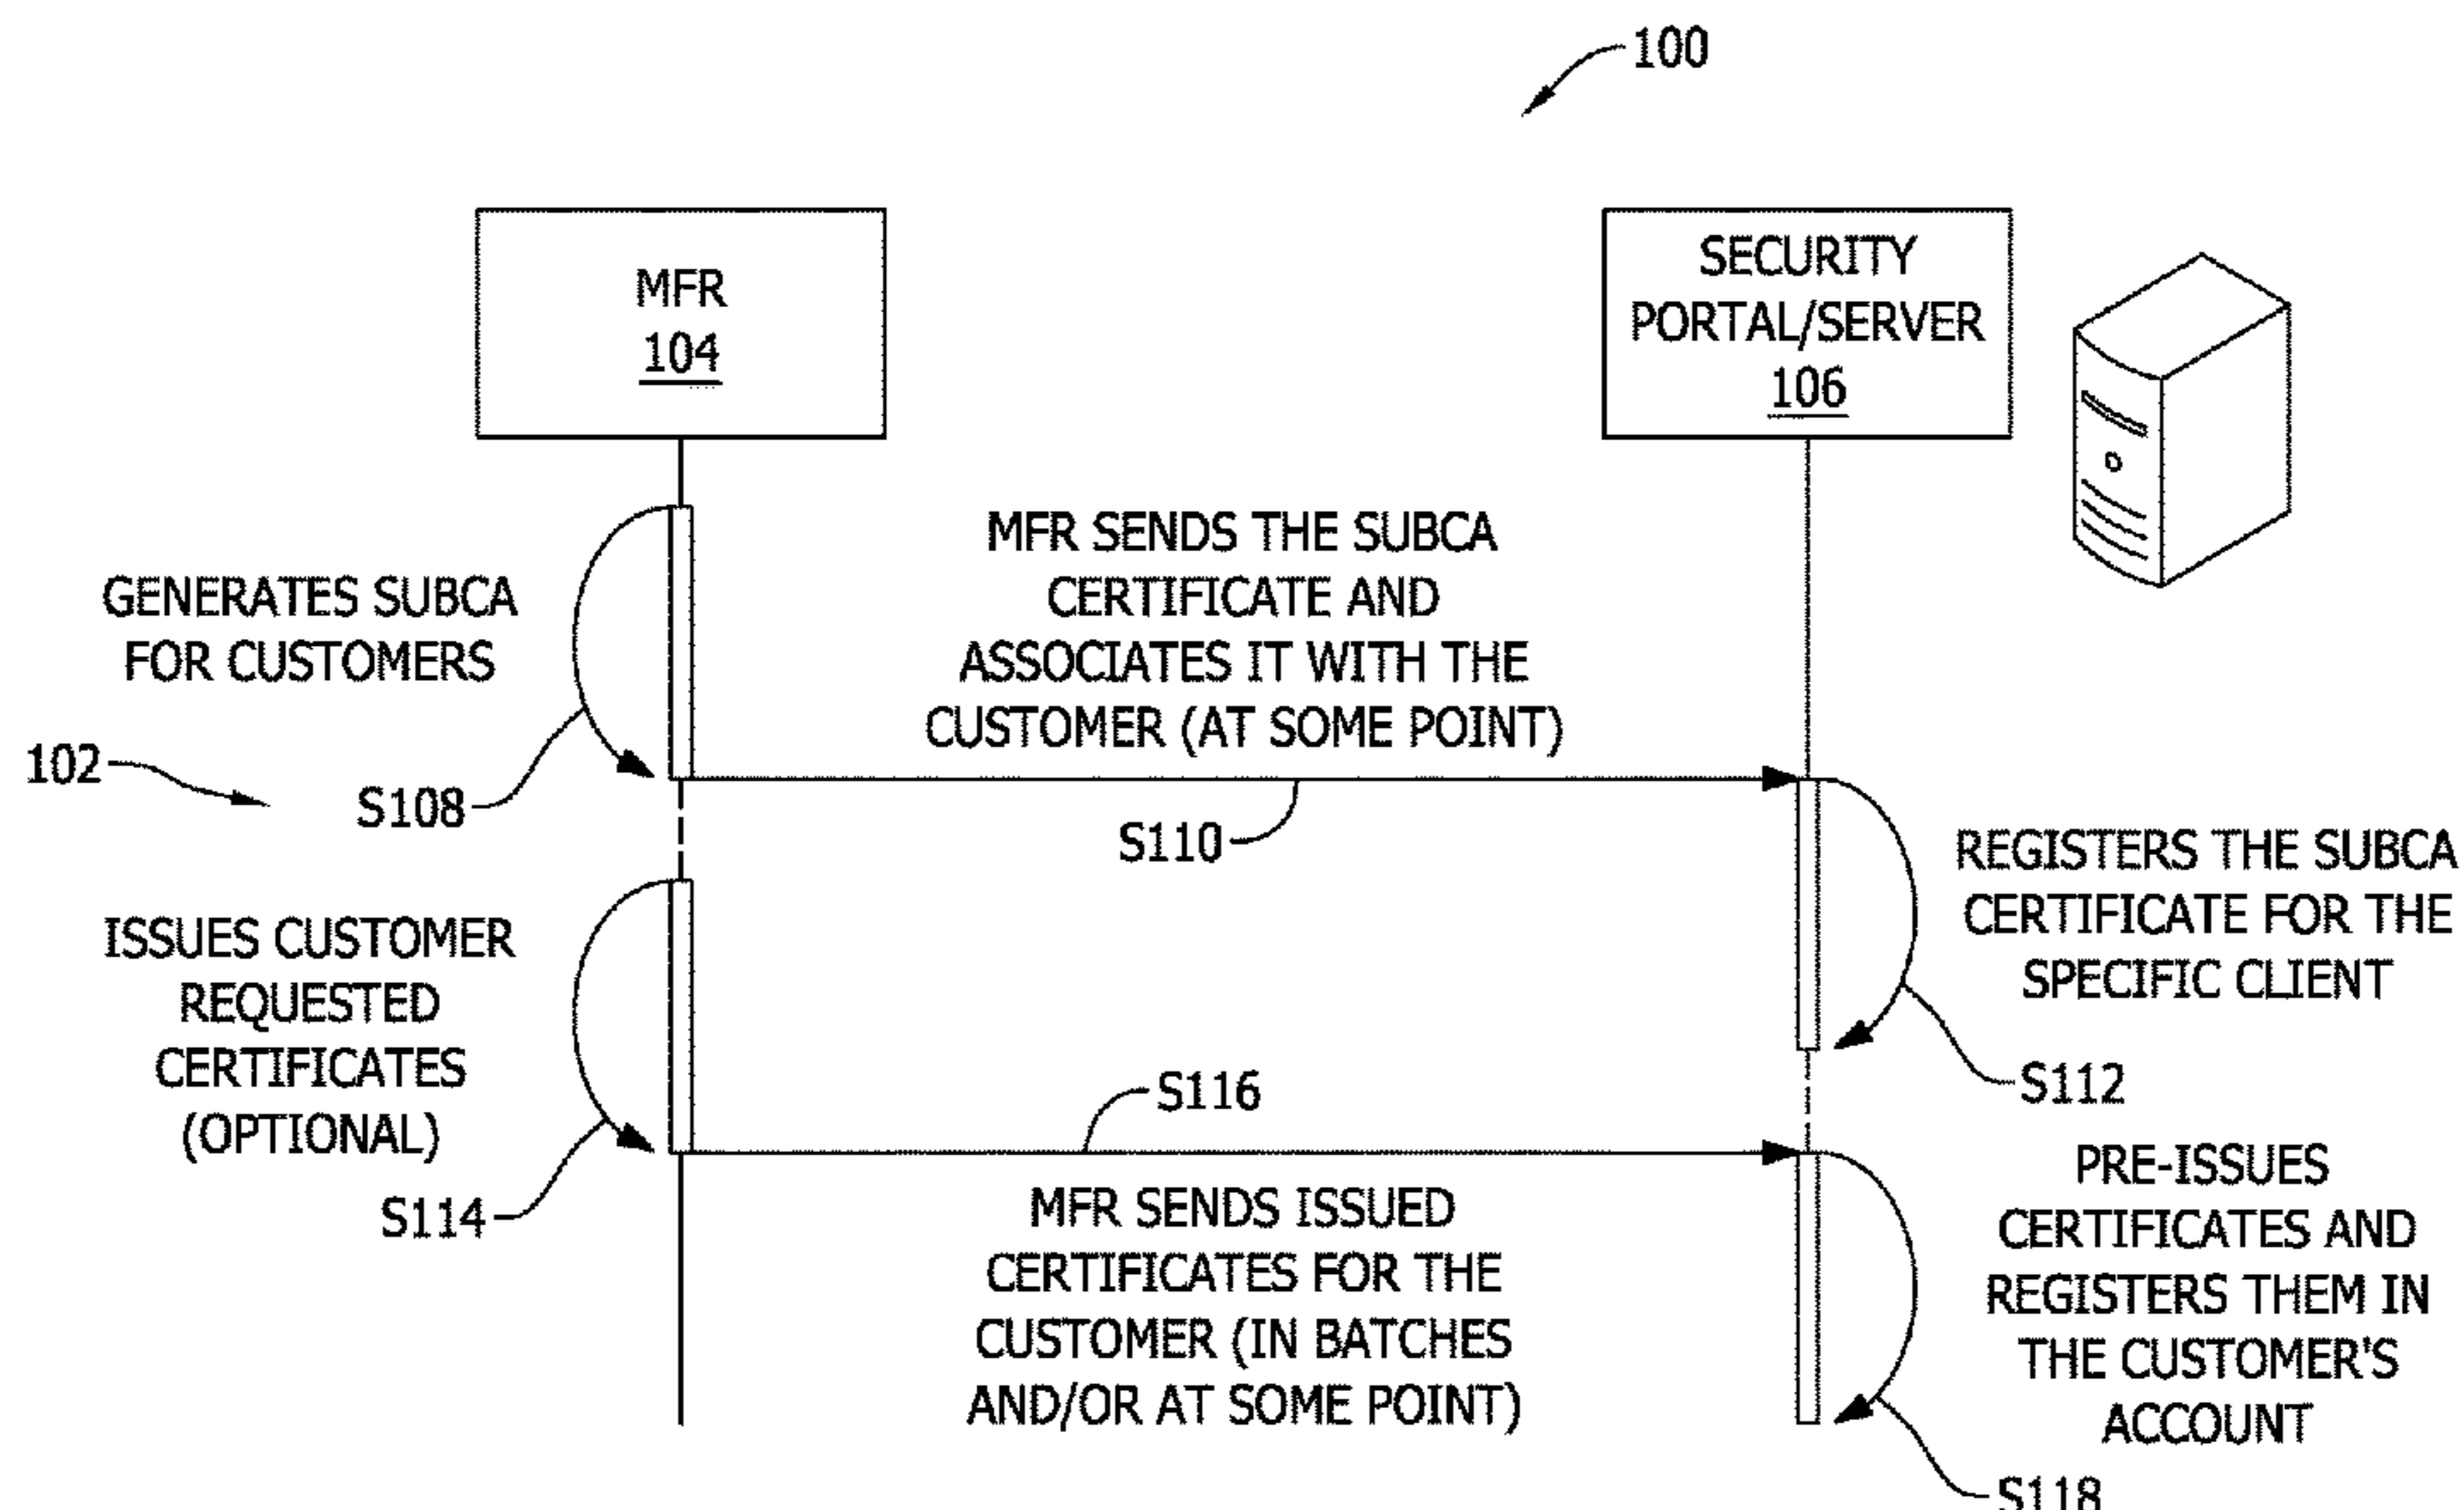 100
MFR
104
SECURITY
PORTAL/SERVER
106
GENERATES SUBCA
FOR CUSTOMERS
MFR SENDS THE SUBCA
CERTIFICATE AND
ASSOCIATES IT WITH THE
CUSTOMER (AT SOME POINT)
102
S108
S110
REGISTERS THE SUBCA
CERTIFICATE FOR THE
SPECIFIC CLIENT
S112
ISSUES CUSTOMER
REQUESTED
CERTIFICATES
(OPTIONAL)
S114
S116
MFR SENDS ISSUED
CERTIFICATES FOR THE
CUSTOMER (IN BATCHES
AND/OR AT SOME POINT)
PRE-ISSUES
CERTIFICATES AND
REGISTERS THEM IN
THE CUSTOMER'S
ACCOUNT
S118